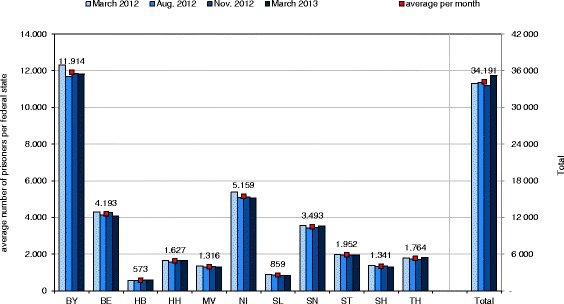 March 2012 Aug. 2012 Nov. 2012 March 2013 average per month
14.000 42 000
12.000 36 000
10.000 30 000
8.000 24 000
6.000 18 000
4.000 12 000
2.000 6 000
0 -
average number of prisoners per federal state
Total
11.914 4.193 573 1.627 1.316 5.159 859 3.493 1.952 1.341 1.764 34.191
BY BE HB HH MV NI SL SN ST SH TH Total